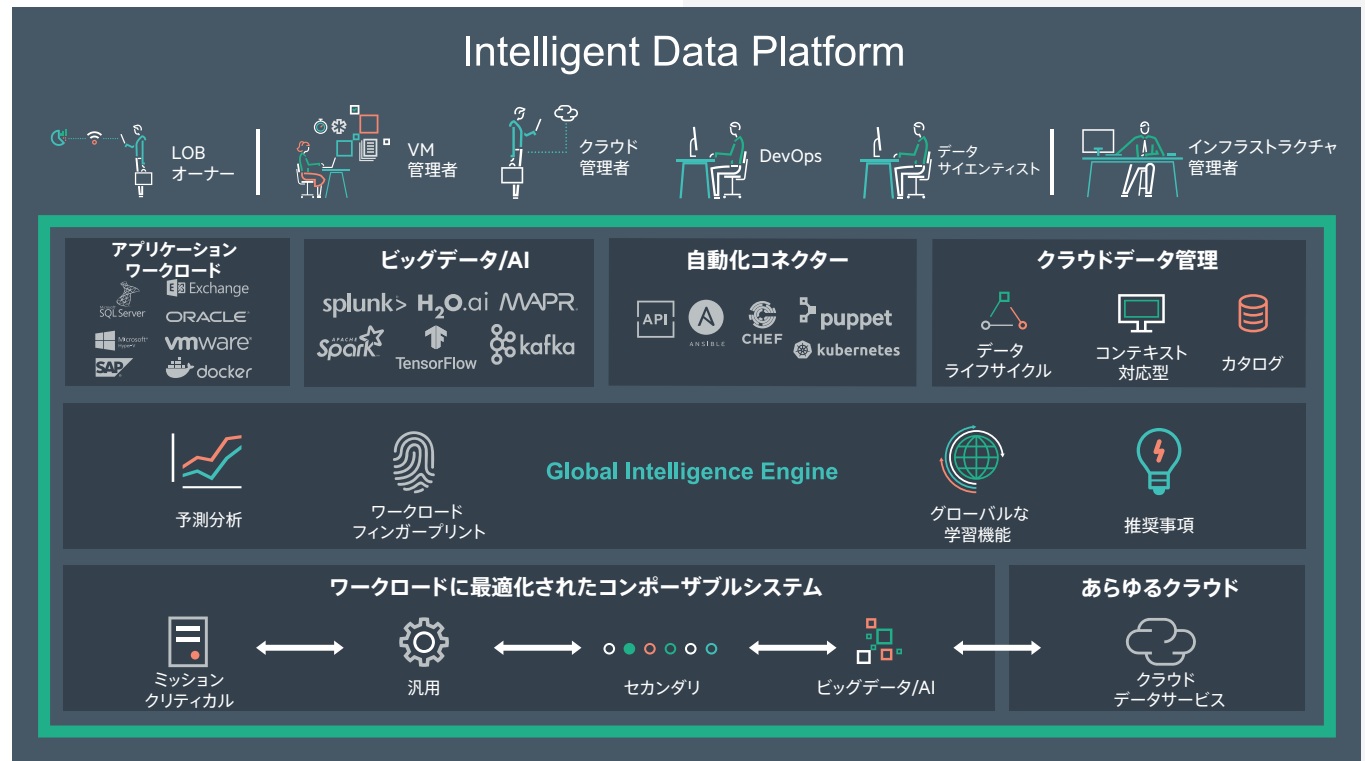 Intelligent Data Platform
LOB
オーナー
VM
管理者
クラウド
管理者
DevOps
データ
サイエンティスト
インフラストラクチャ
管理者
アプリケーション
ワークロード
Microsoft
SQL Server
Exchange
ORACLE
Microsoft
Hyper-V
vmware
SAP
docker
ビッグデータ/AI
splunk>
H2O.ai
MAPR
APACHE
Spark
TensorFlow
kafka
自動化コネクター
API
A
ANSIBLE
CHEF
puppet
kubernetes
クラウドデータ管理
データ
ライフサイクル
コンテキスト
対応型
カタログ
予測分析
ワークロード
フィンガープリント
Global Intelligence Engine
グローバルな
学習機能
推奨事項
ワークロードに最適化されたコンポーザブルシステム
ミッション
クリティカル
汎用
セカンダリ
ビッグデータ/AI
あらゆるクラウド
クラウド
データサービス